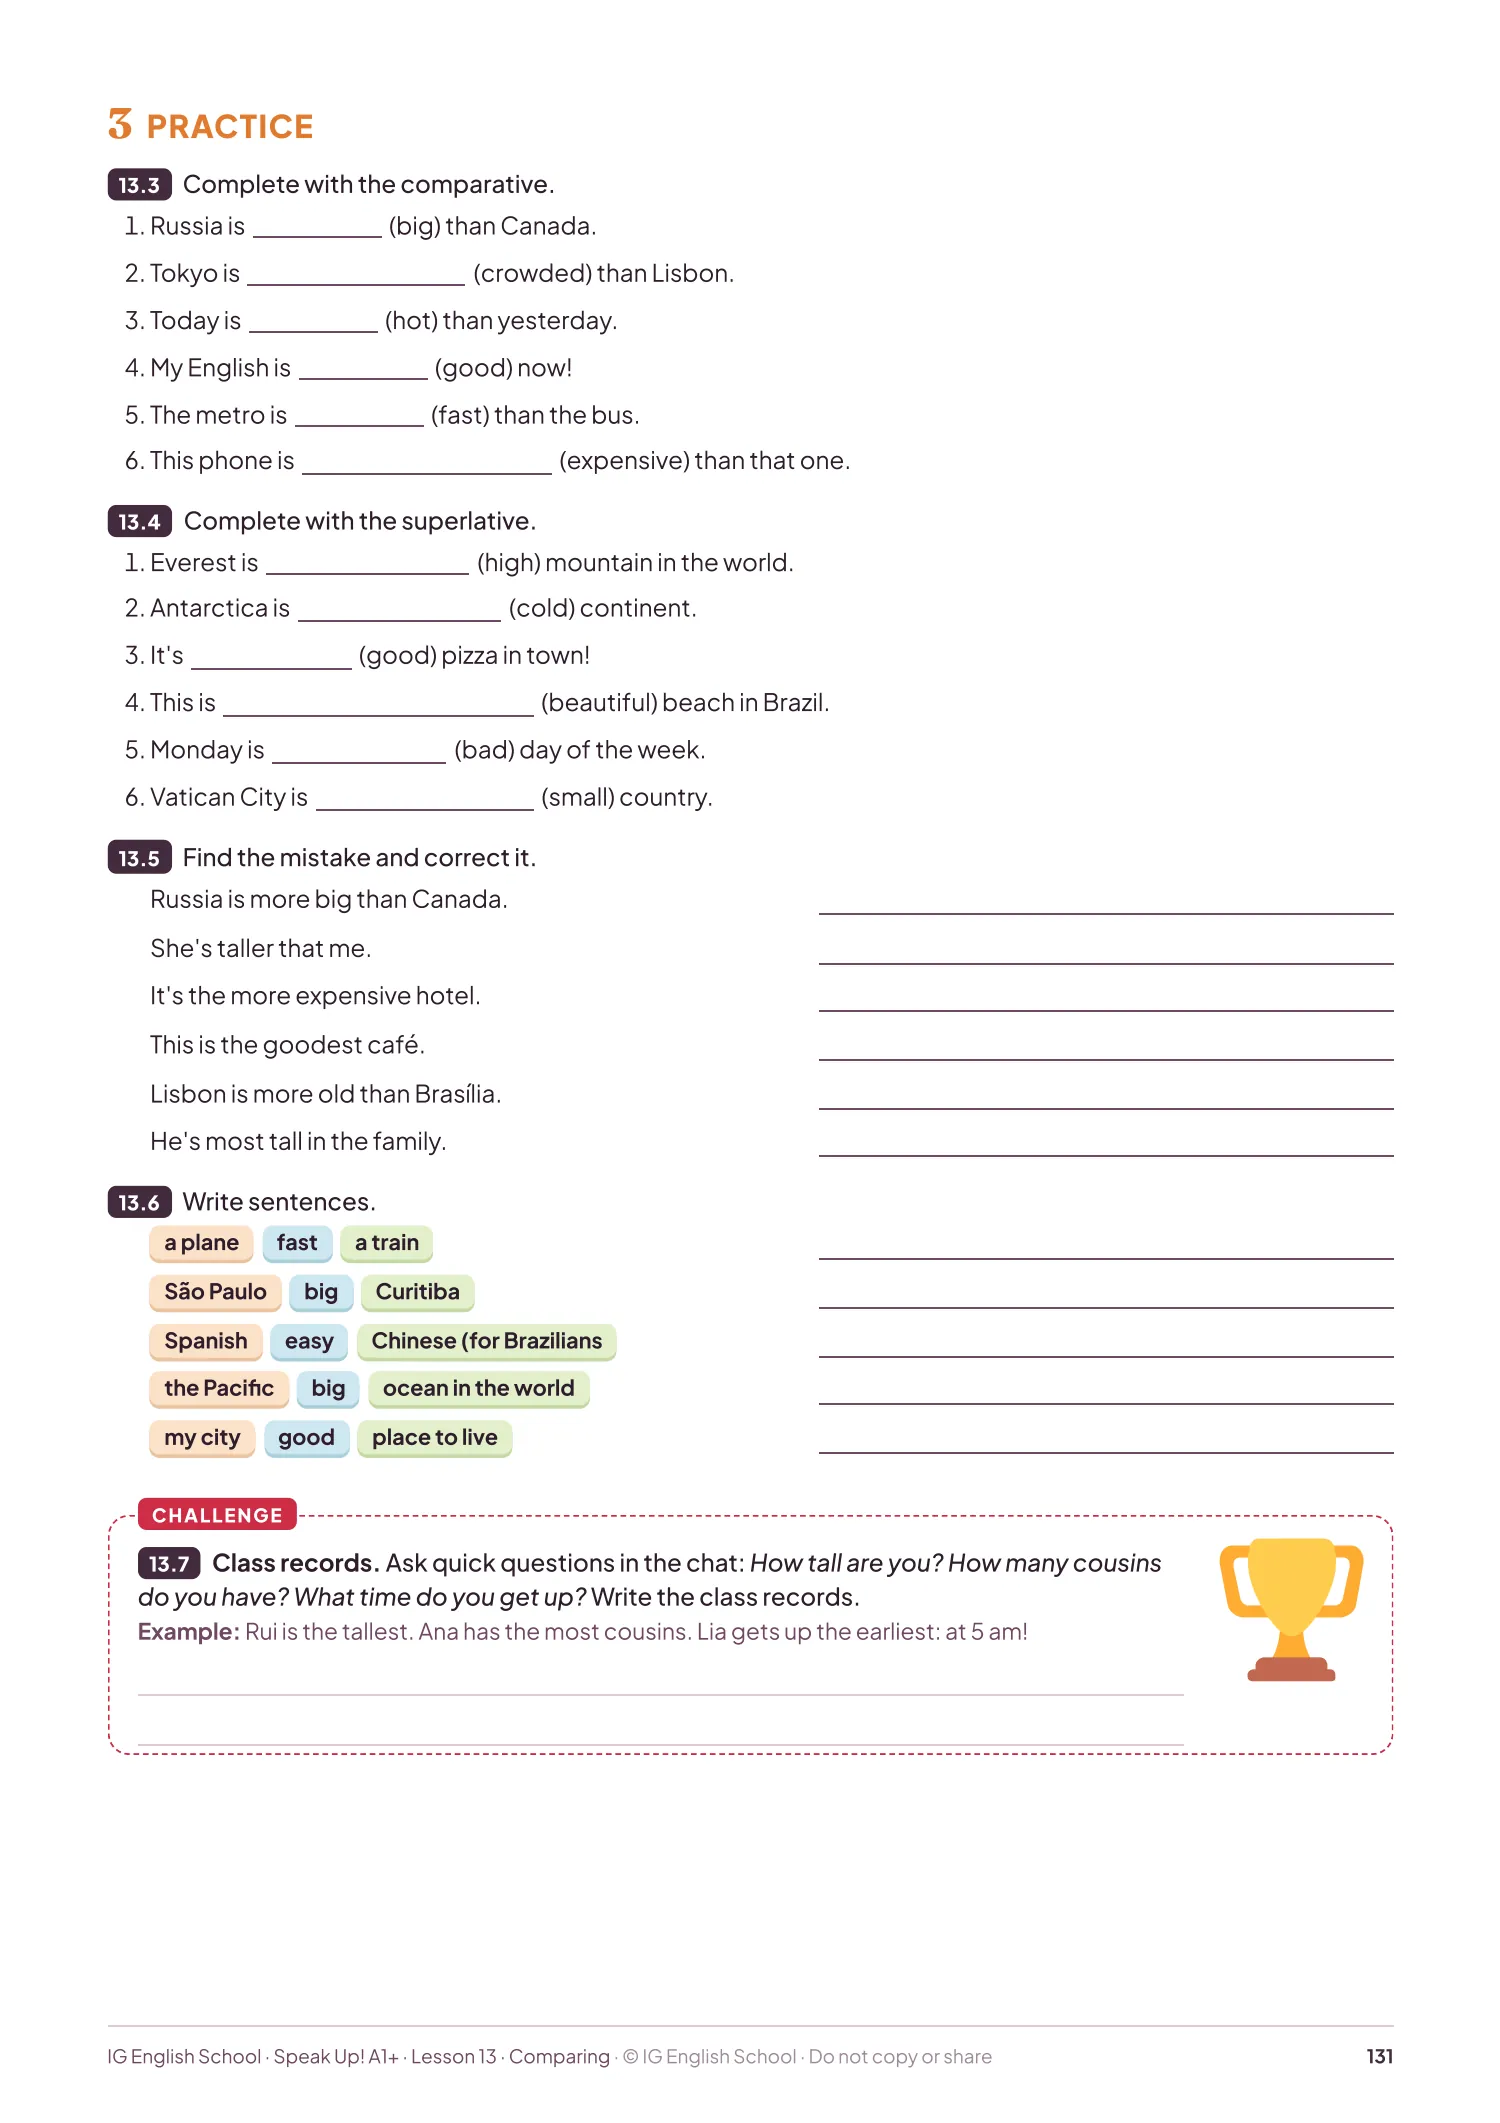 3 PRACTICE
13.3 Complete with the comparative.
1. Russia is __________ (big) than Canada.
2. Tokyo is __________ (crowded) than Lisbon.
3. Today is __________ (hot) than yesterday.
4. My English is __________ (good) now!
5. The metro is __________ (fast) than the bus.
6. This phone is __________ (expensive) than that one.
13.4 Complete with the superlative.
1. Everest is __________ (high) mountain in the world.
2. Antarctica is __________ (cold) continent.
3. It's __________ (good) pizza in town!
4. This is __________ (beautiful) beach in Brazil.
5. Monday is __________ (bad) day of the week.
6. Vatican City is __________ (small) country.
13.5 Find the mistake and correct it.
Russia is more big than Canada.
She's taller that me.
It's the more expensive hotel.
This is the goodest café.
Lisbon is more old than Brasília.
He's most tall in the family.
13.6 Write sentences.
a plane fast a train
São Paulo big Curitiba
Spanish easy Chinese (for Brazilians
the Pacific big ocean in the world
my city good place to live
CHALLENGE
13.7 Class records. Ask quick questions in the chat: How tall are you? How many cousins
do you have? What time do you get up? Write the class records.
Example: Rui is the tallest. Ana has the most cousins. Lia gets up the earliest: at 5 am!
IG English School · Speak Up! A1+ · Lesson 13 · Comparing · © IG English School · Do not copy or share 131